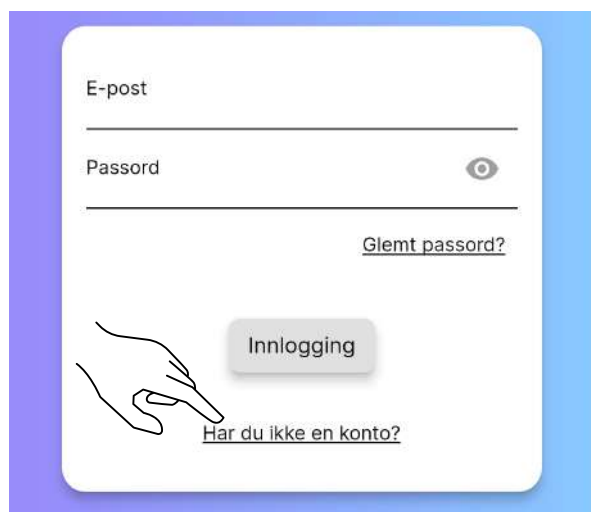 E-post
Passord
Glemt passord?
Innlogging
Har du ikke en konto?